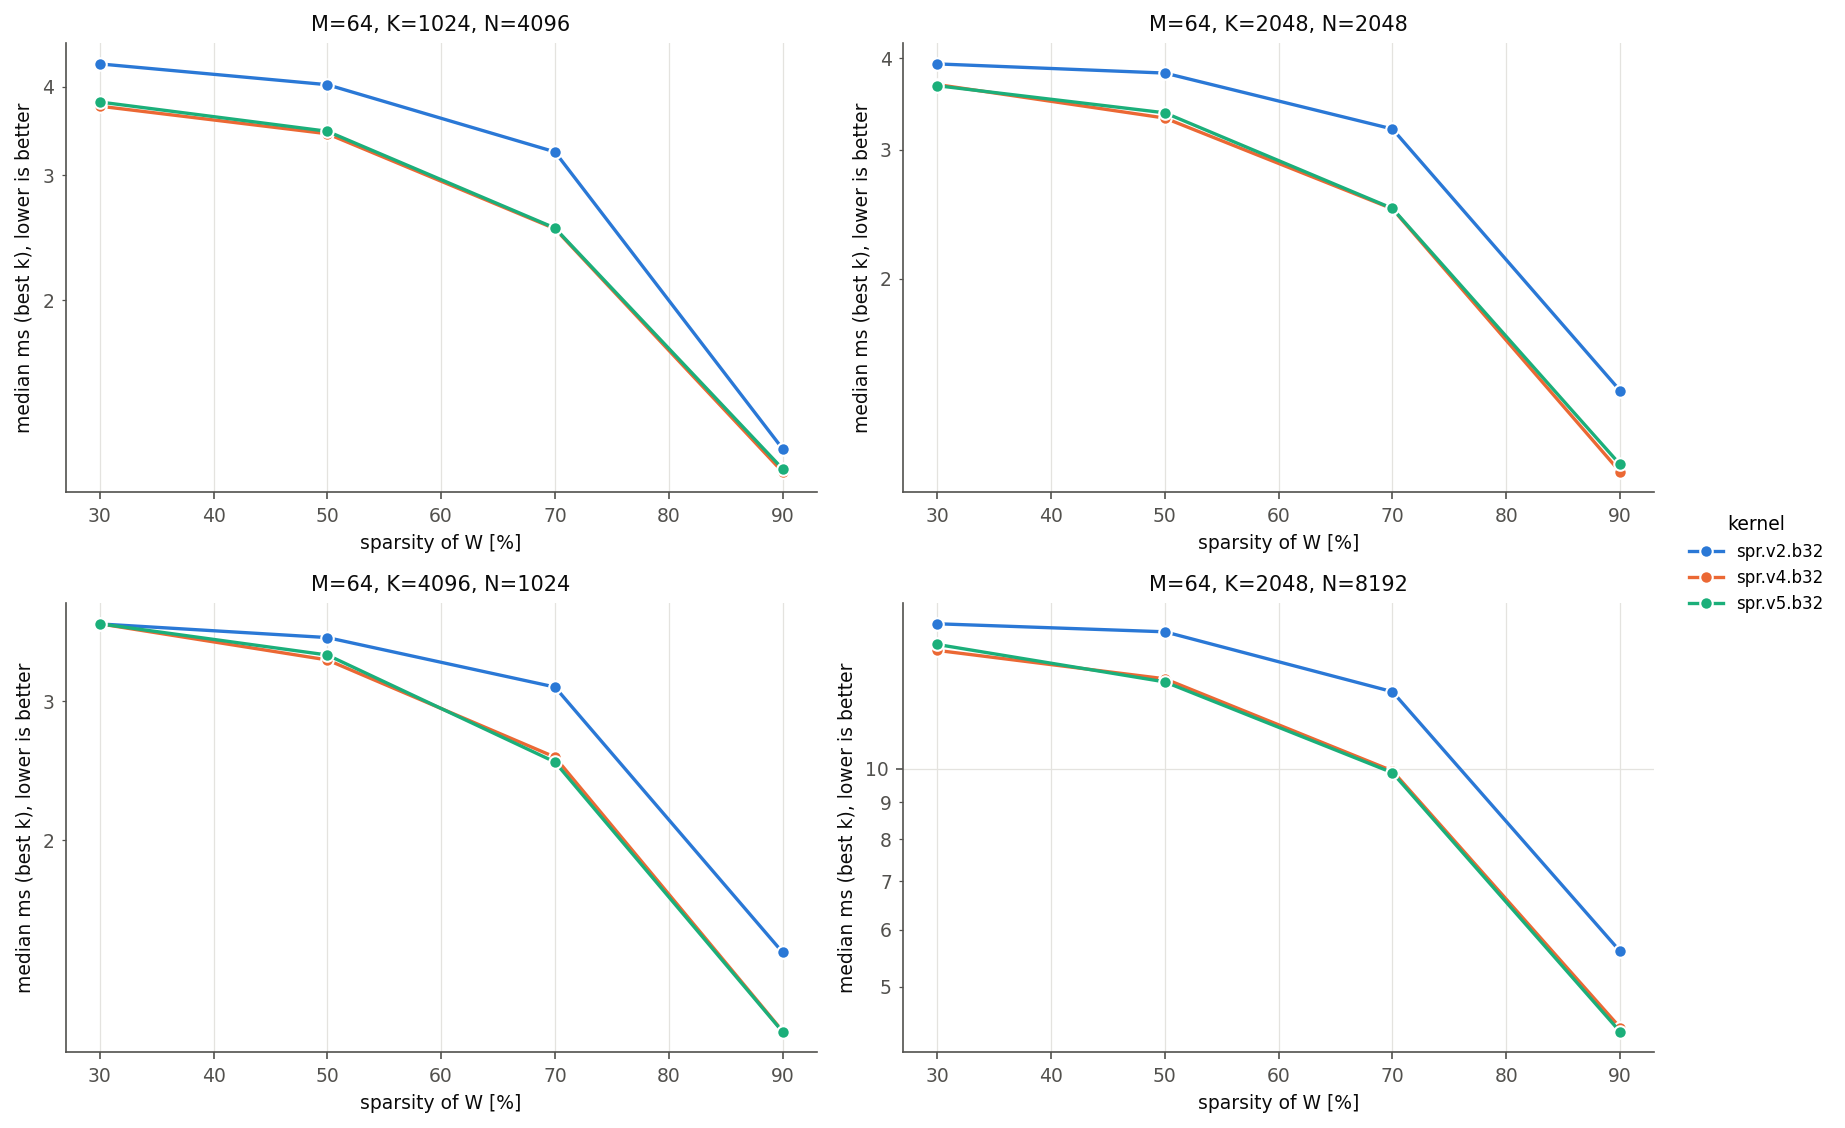 M=64, K=1024, N=4096
median ms (best k), lower is better
4
3
2
30 40 50 60 70 80 90
sparsity of W [%]
M=64, K=2048, N=2048
median ms (best k), lower is better
4
3
2
30 40 50 60 70 80 90
sparsity of W [%]
M=64, K=4096, N=1024
median ms (best k), lower is better
3
2
30 40 50 60 70 80 90
sparsity of W [%]
M=64, K=2048, N=8192
median ms (best k), lower is better
10
9
8
7
6
5
30 40 50 60 70 80 90
sparsity of W [%]
kernel
spr.v2.b32
spr.v4.b32
spr.v5.b32